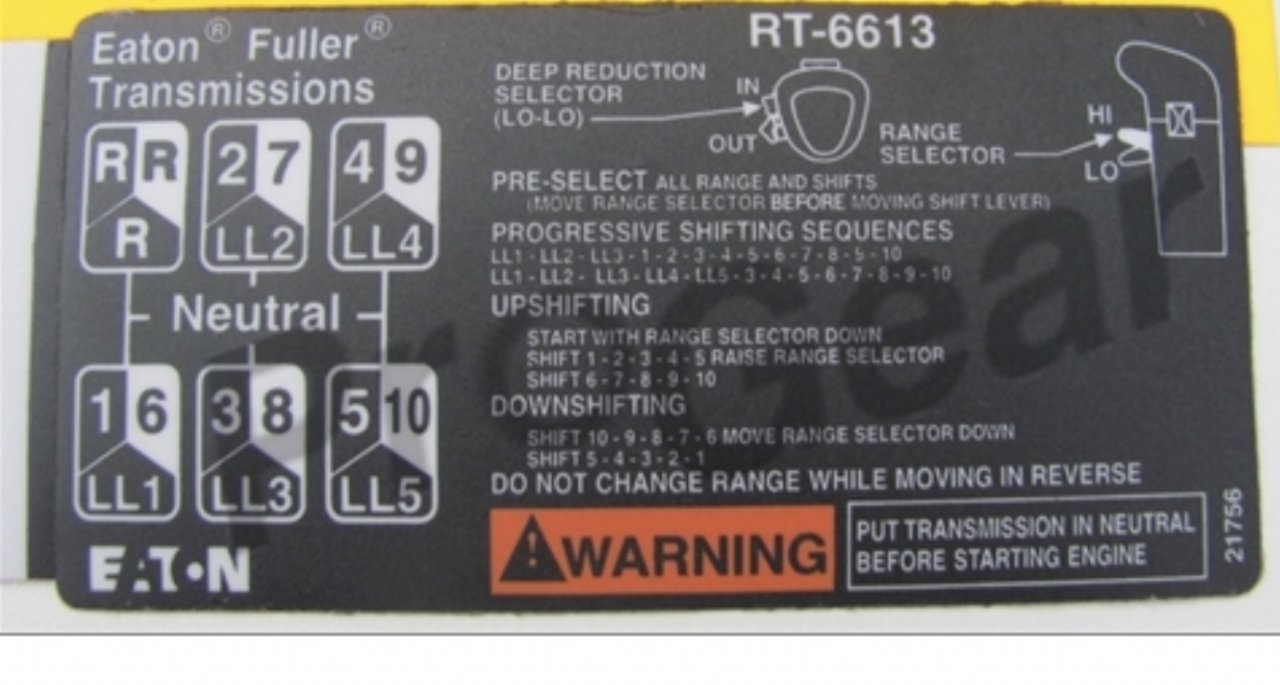 Eaton® Fuller®
Transmissions
R R
R
2 7
LL2
4 9
LL4
Neutral
1 6
LL1
3 8
LL3
5 10
LL5
EATON
RT-6613
DEEP REDUCTION
SELECTOR
(LO-LO)
IN
OUT
RANGE
SELECTOR
HI
LO
PRE-SELECT ALL RANGE AND SHIFTS
(MOVE RANGE SELECTOR BEFORE MOVING SHIFT LEVER)
PROGRESSIVE SHIFTING SEQUENCES
LL1 - LL2 - LL3 - 1 - 2 - 3 - 4 - 5 - 6 - 7 - 8 - 9 - 10
LL1 - LL2 - LL3 - LL4 - LL5 - 3 - 4 - 5 - 6 - 7 - 8 - 9 - 10
UPSHIFTING
START WITH RANGE SELECTOR DOWN
SHIFT 1 - 2 - 3 - 4 - 5 RAISE RANGE SELECTOR
SHIFT 6 - 7 - 8 - 9 - 10
DOWNSHIFTING
SHIFT 10 - 9 - 8 - 7 - 6 MOVE RANGE SELECTOR DOWN
SHIFT 5 - 4 - 3 - 2 - 1
DO NOT CHANGE RANGE WHILE MOVING IN REVERSE
WARNING
PUT TRANSMISSION IN NEUTRAL
BEFORE STARTING ENGINE
21756
ProGear